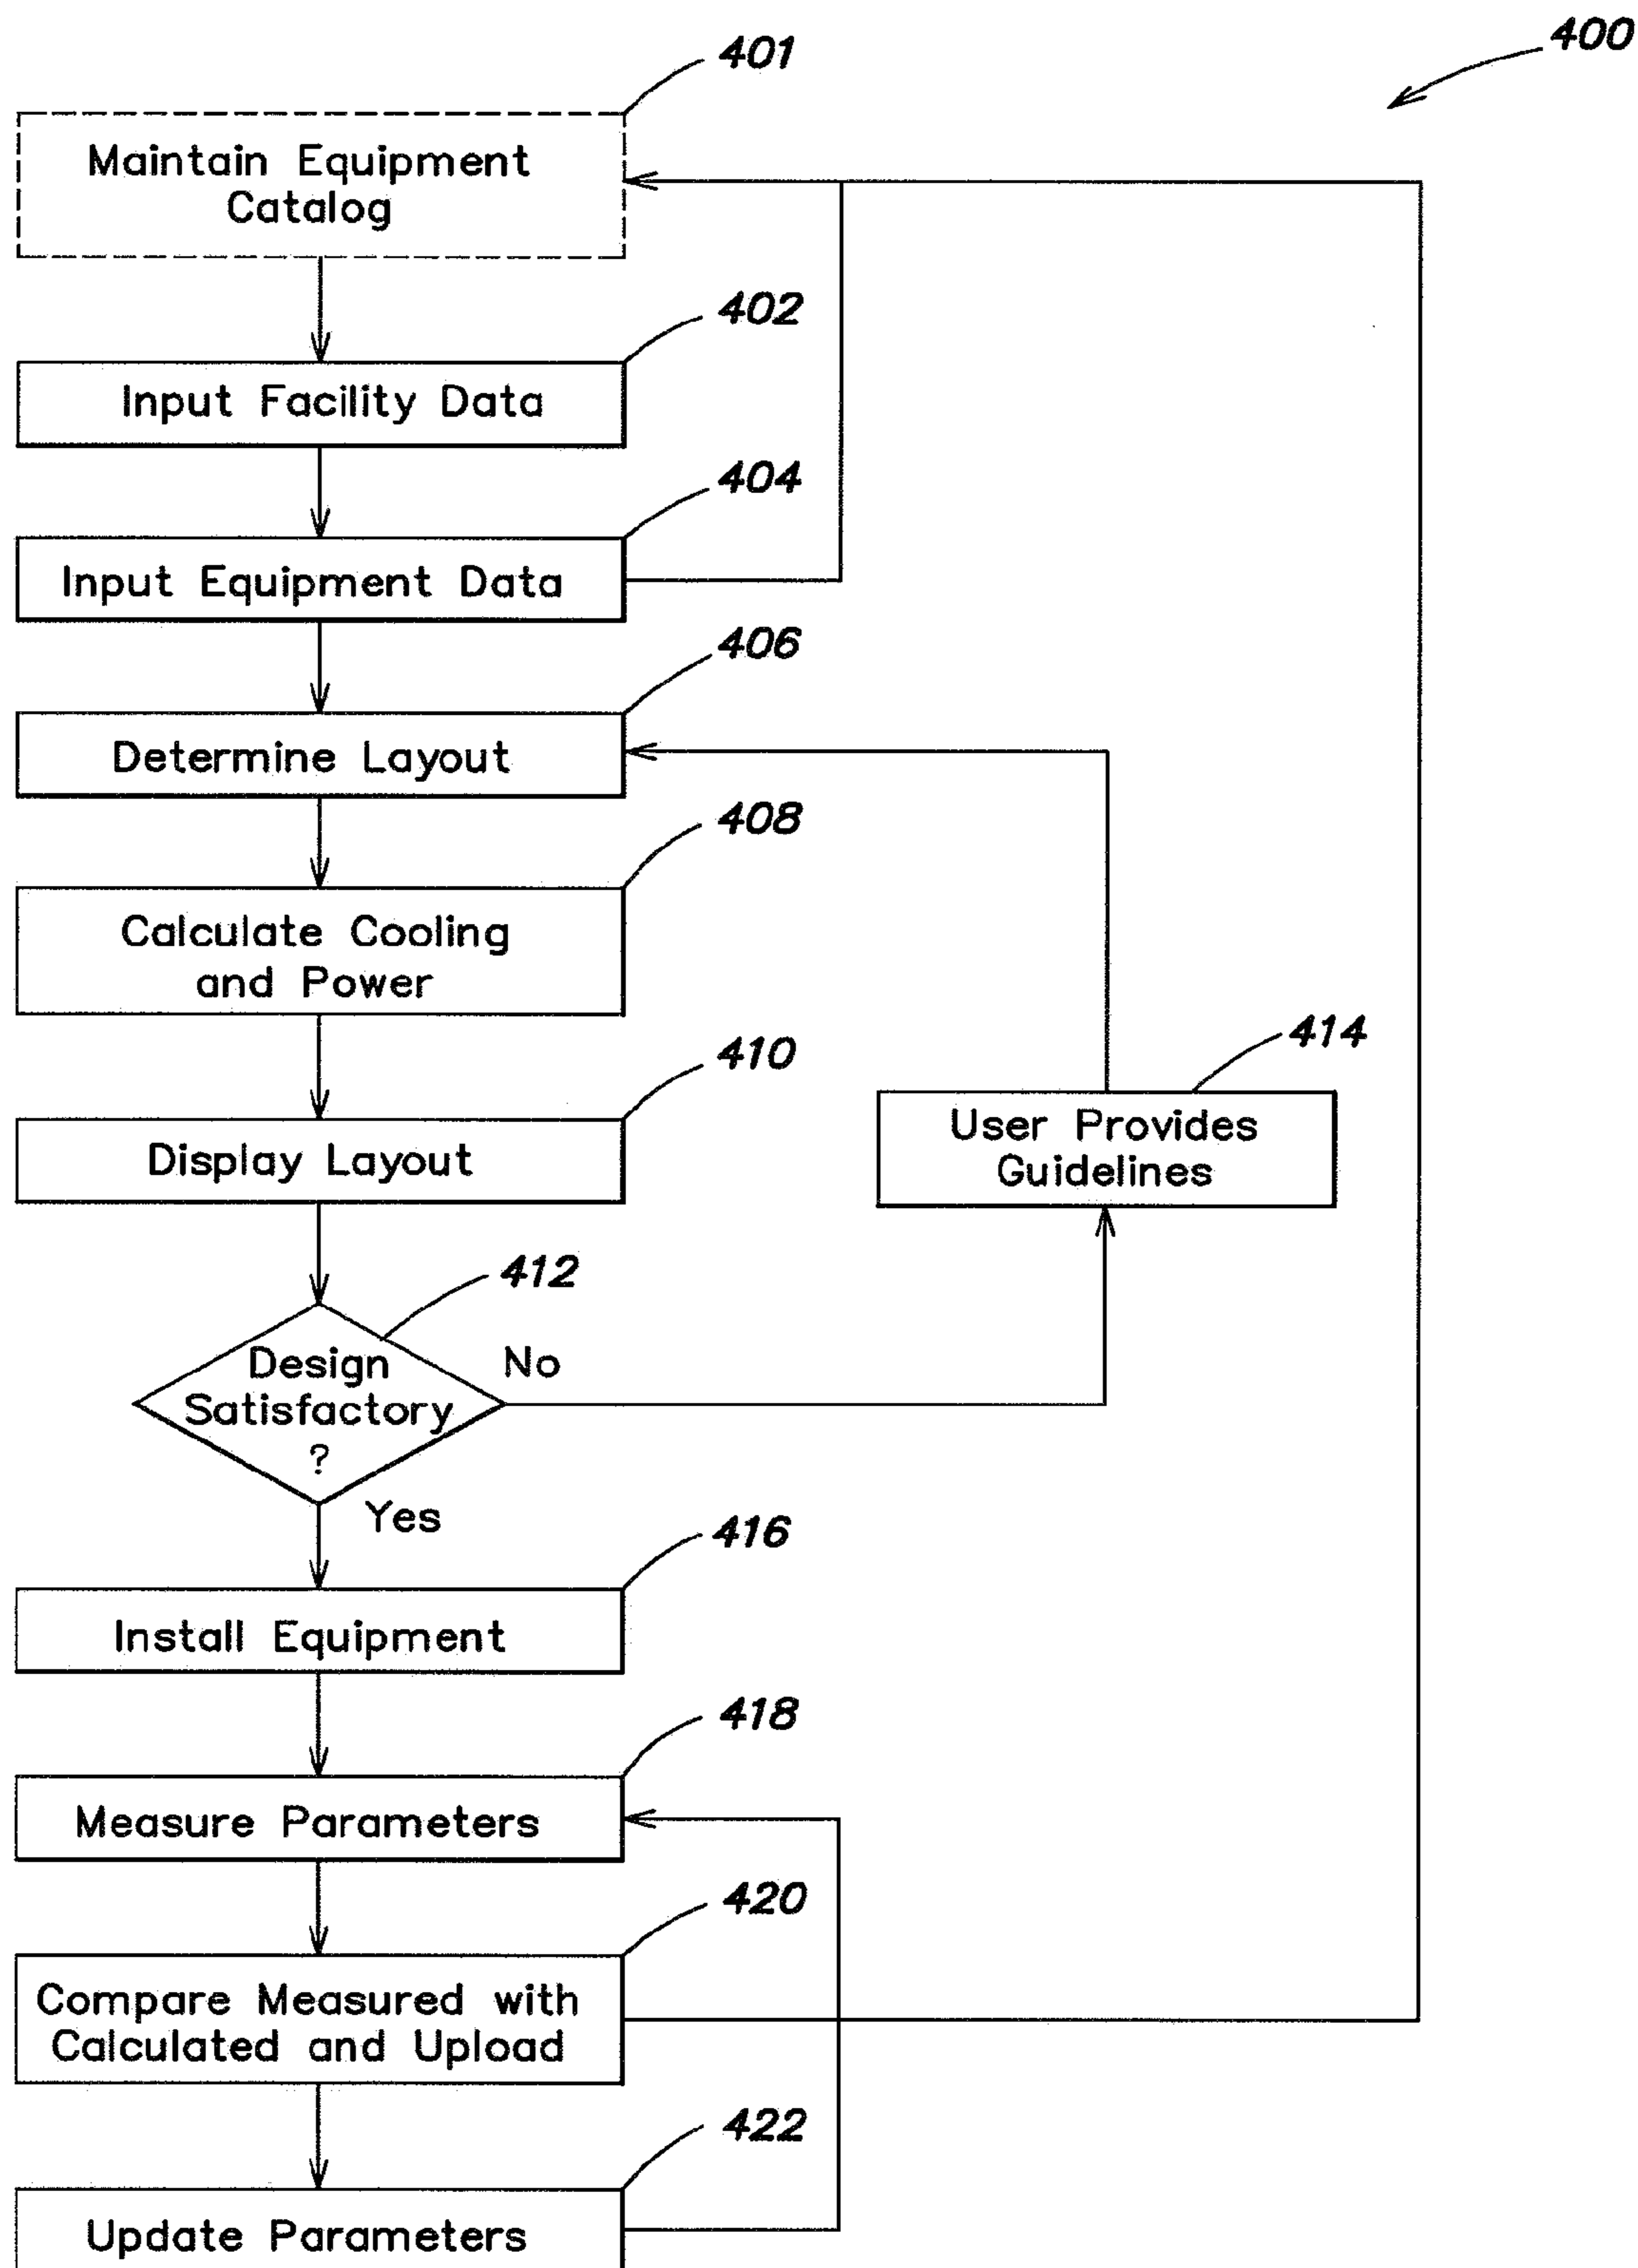 400
401
Maintain Equipment
Catalog
402
Input Facility Data
404
Input Equipment Data
406
Determine Layout
408
Calculate Cooling
and Power
410
Display Layout
414
User Provides
Guidelines
412
Design
Satisfactory
?
No
Yes
416
Install Equipment
418
Measure Parameters
420
Compare Measured with
Calculated and Upload
422
Update Parameters